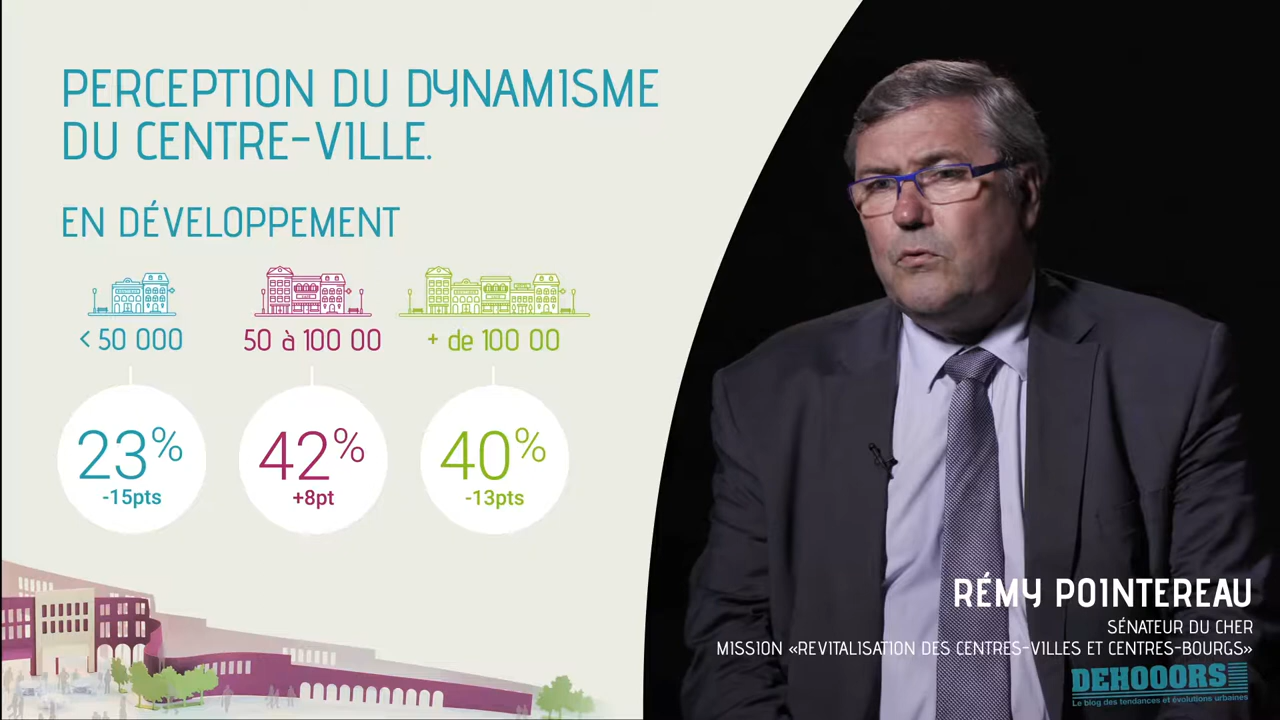 PERCEPTION DU DYNAMISME
DU CENTRE-VILLE.
EN DÉVELOPPEMENT
< 50 000
50 à 100 00
+ de 100 00
23%
-15pts
42%
+8pt
40%
-13pts
RÉMY POINTEREAU
SÉNATEUR DU CHER
MISSION «REVITALISATION DES CENTRES-VILLES ET CENTRES-BOURGS»
DEHOOORS
Le blog des tendances et évolutions urbaines